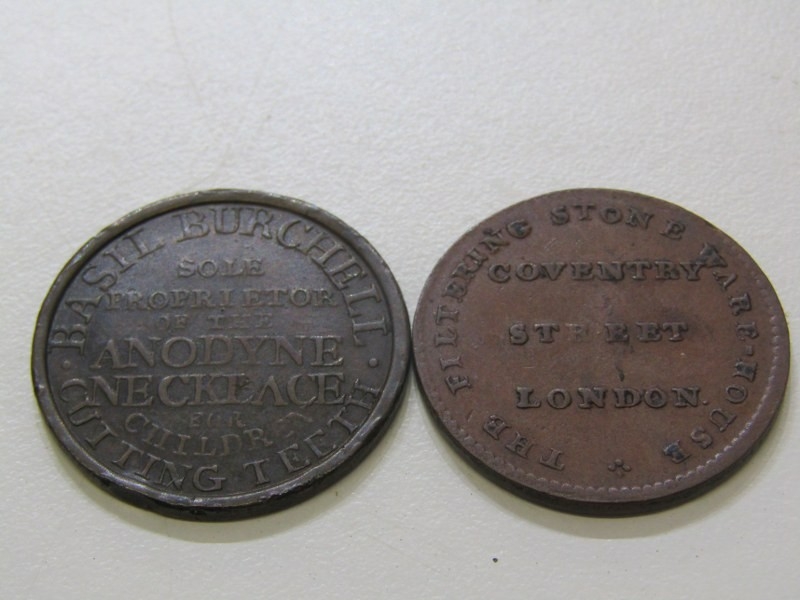 BASIL BURCHELL
SOLE
PROPRIETOR
OF THE
ANODYNE
NECKLACE
FOR
CHILDREN
CUTTING TEETH
THE FILTERING STONE WARE-HOUSE
COVENTRY
STREET
LONDON.